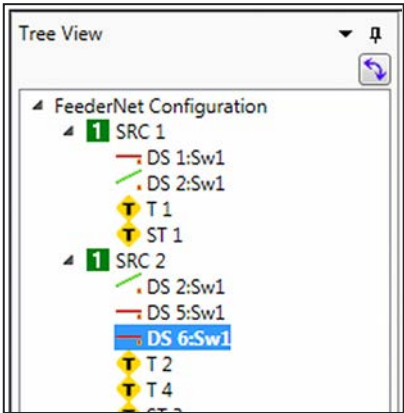 Tree View
FeederNet Configuration
1 SRC 1
DS 1:Sw1
DS 2:Sw1
T T 1
T ST 1
1 SRC 2
DS 2:Sw1
DS 5:Sw1
DS 6:Sw1
T T 2
T T 4